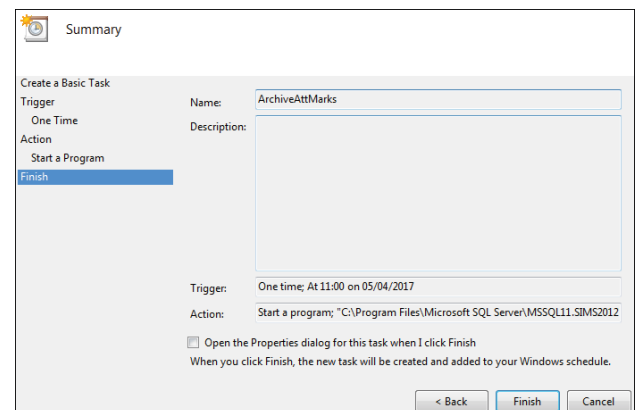 Summary
Create a Basic Task
Trigger
One Time
Action
Start a Program
Finish
Name: ArchiveAttMarks
Description:
Trigger: One time; At 11:00 on 05/04/2017
Action: Start a program; "C:\Program Files\Microsoft SQL Server\MSSQL11.SIMS2012
Open the Properties dialog for this task when I click Finish
When you click Finish, the new task will be created and added to your Windows schedule.
< Back Finish Cancel